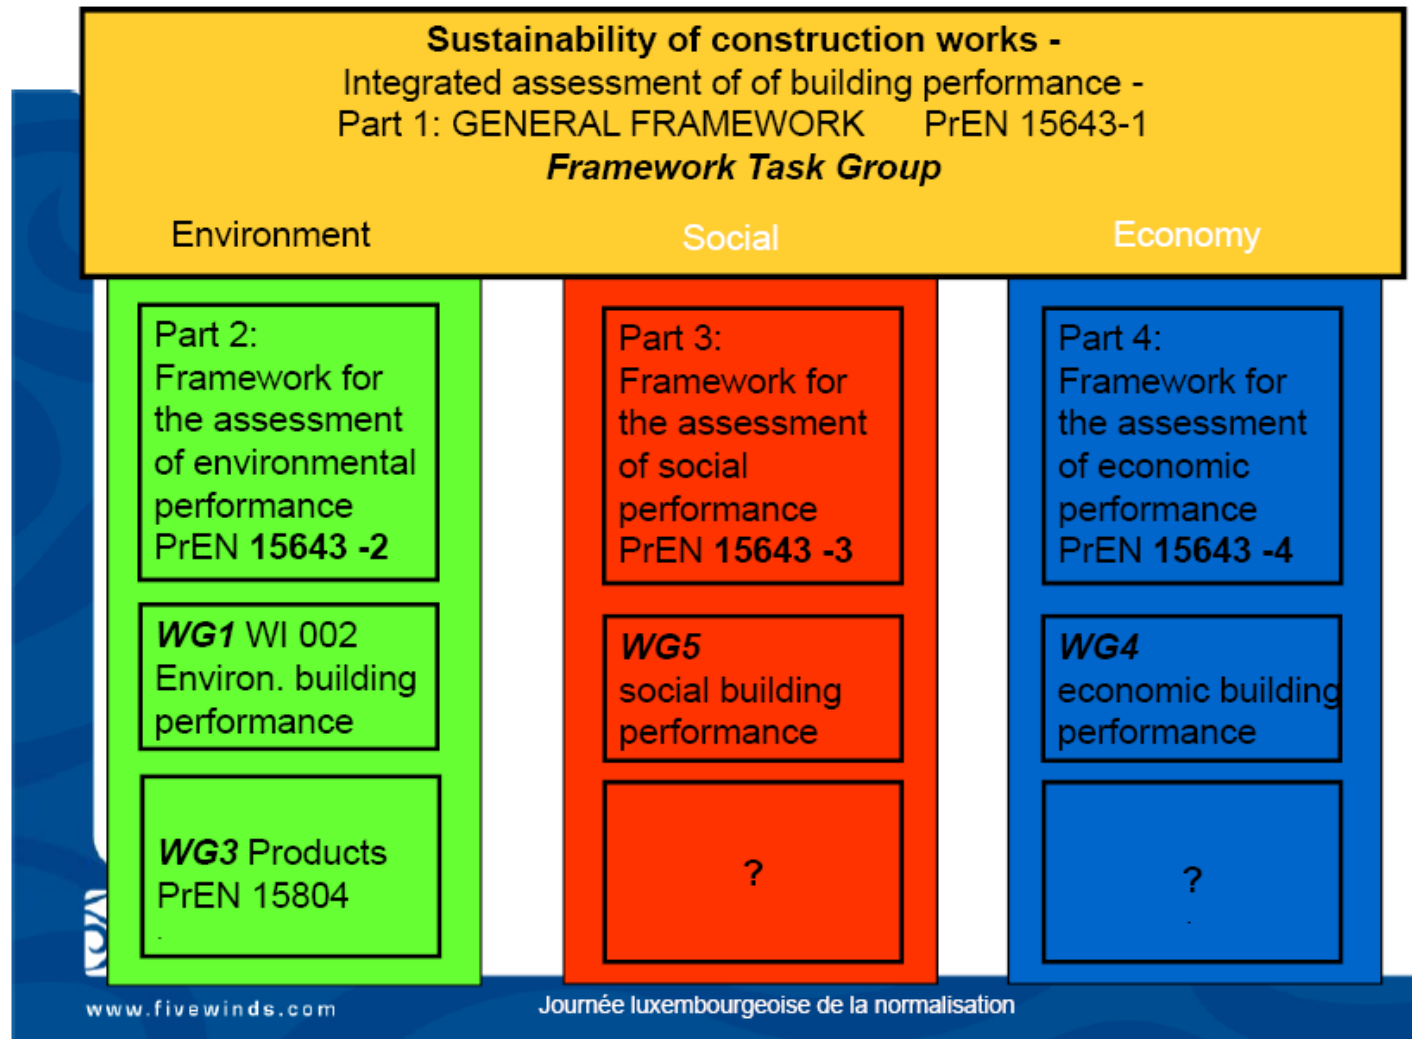 Sustainability of construction works -
Integrated assessment of of building performance -
Part 1: GENERAL FRAMEWORK PrEN 15643-1
Framework Task Group
Environment
Social
Economy
Part 2:
Framework for
the assessment
of environmental
performance
PrEN 15643 -2
WG1 WI 002
Environ. building
performance
WG3 Products
PrEN 15804
.
Part 3:
Framework for
the assessment
of social
performance
PrEN 15643 -3
WG5
social building
performance
?
Part 4:
Framework for
the assessment
of economic
performance
PrEN 15643 -4
WG4
economic building
performance
?
.
www.fivewinds.com
Journée luxembourgeoise de la normalisation